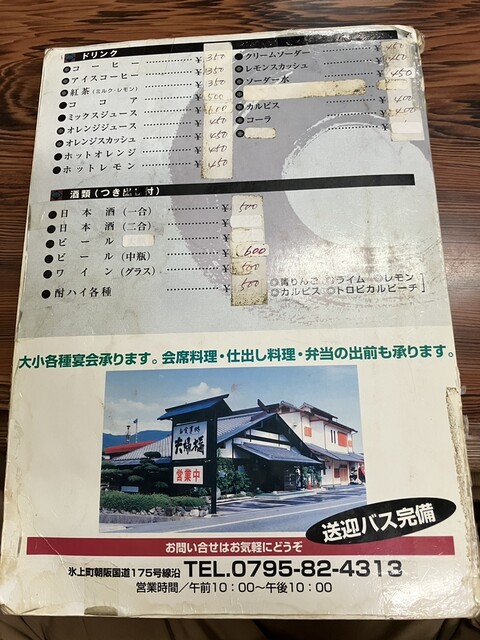 ドリンク
コーヒー ¥350
アイスコーヒー ¥350
紅茶(ミルク・レモン) ¥350
ココア ¥500
ミックスジュース ¥600
オレンジジュース ¥450
オレンジスカッシュ ¥450
ホットオレンジ ¥450
ホットレモン ¥450
クリームソーダー ¥450
レモンスカッシュ ¥450
ソーダー水 ¥450
カルピス ¥400
コーラ ¥400
酒類(つき出し付)
日本酒(一合) ¥500
日本酒(二合) ¥
ビール ¥
ビール(中瓶) ¥600
ワイン(グラス) ¥500
酎ハイ各種 ¥500
青りんご ライム レモン
カルピス トロピカルピーチ
大小各種宴会承ります。会席料理・仕出し料理・弁当の出前も承ります。
夫婦橋
営業中
送迎バス完備
お問い合せはお気軽にどうぞ
氷上町朝阪国道175号線沿 TEL.0795-82-4313
営業時間/午前10:00~午後10:00